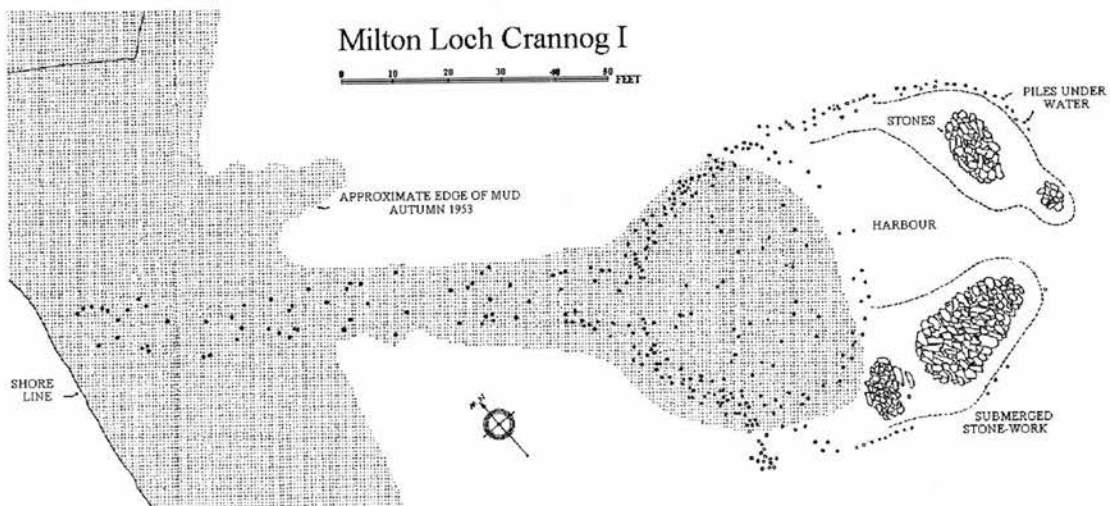 Milton Loch Crannog I
0 10 20 30 40 50
FEET
PILES UNDER
WATER
STONES
APPROXIMATE EDGE OF MUD
AUTUMN 1953
HARBOUR
SHORE
LINE
N
SUBMERGED
STONE-WORK